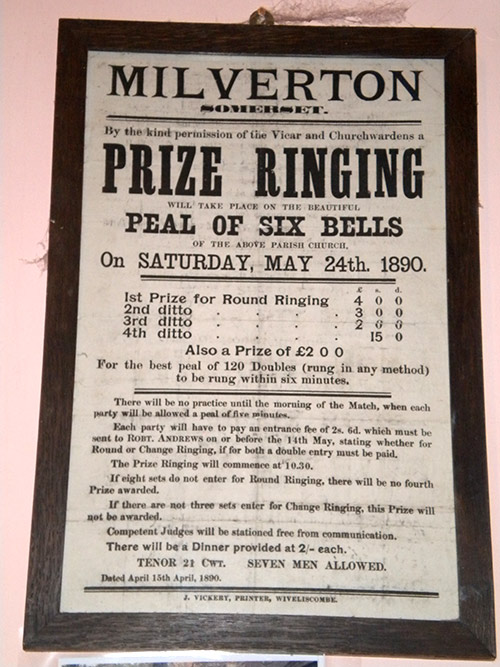 MILVERTON
SOMERSET.
By the kind permission of the Vicar and Churchwardens a
PRIZE RINGING
WILL TAKE PLACE ON THE BEAUTIFUL
PEAL OF SIX BELLS
OF THE ABOVE PARISH CHURCH,
On SATURDAY, MAY 24th. 1890.
£ s. d.
1st Prize for Round Ringing 4 0 0
2nd ditto . . . . 3 0 0
3rd ditto . . . . 2 0 0
4th ditto . . . . 15 0
Also a Prize of £2 0 0
For the best peal of 120 Doubles (rung in any method)
to be rung within six minutes.
There will be no practice until the morning of the Match, when each
party will be allowed a peal of five minutes.
Each party will have to pay an entrance fee of 2s. 6d. which must be
sent to ROBT. ANDREWS on or before the 14th May, stating whether for
Round or Change Ringing, if for both a double entry must be paid.
The Prize Ringing will commence at 10.30.
If eight sets do not enter for Round Ringing, there will be no fourth
Prize awarded.
If there are not three sets enter for Change Ringing, this Prize will
not be awarded.
Competent Judges will be stationed free from communication.
There will be a Dinner provided at 2/- each.
TENOR 21 CWT. SEVEN MEN ALLOWED.
Dated April 15th April, 1890.
J. VICKERY, PRINTER, WIVELISCOMBE.